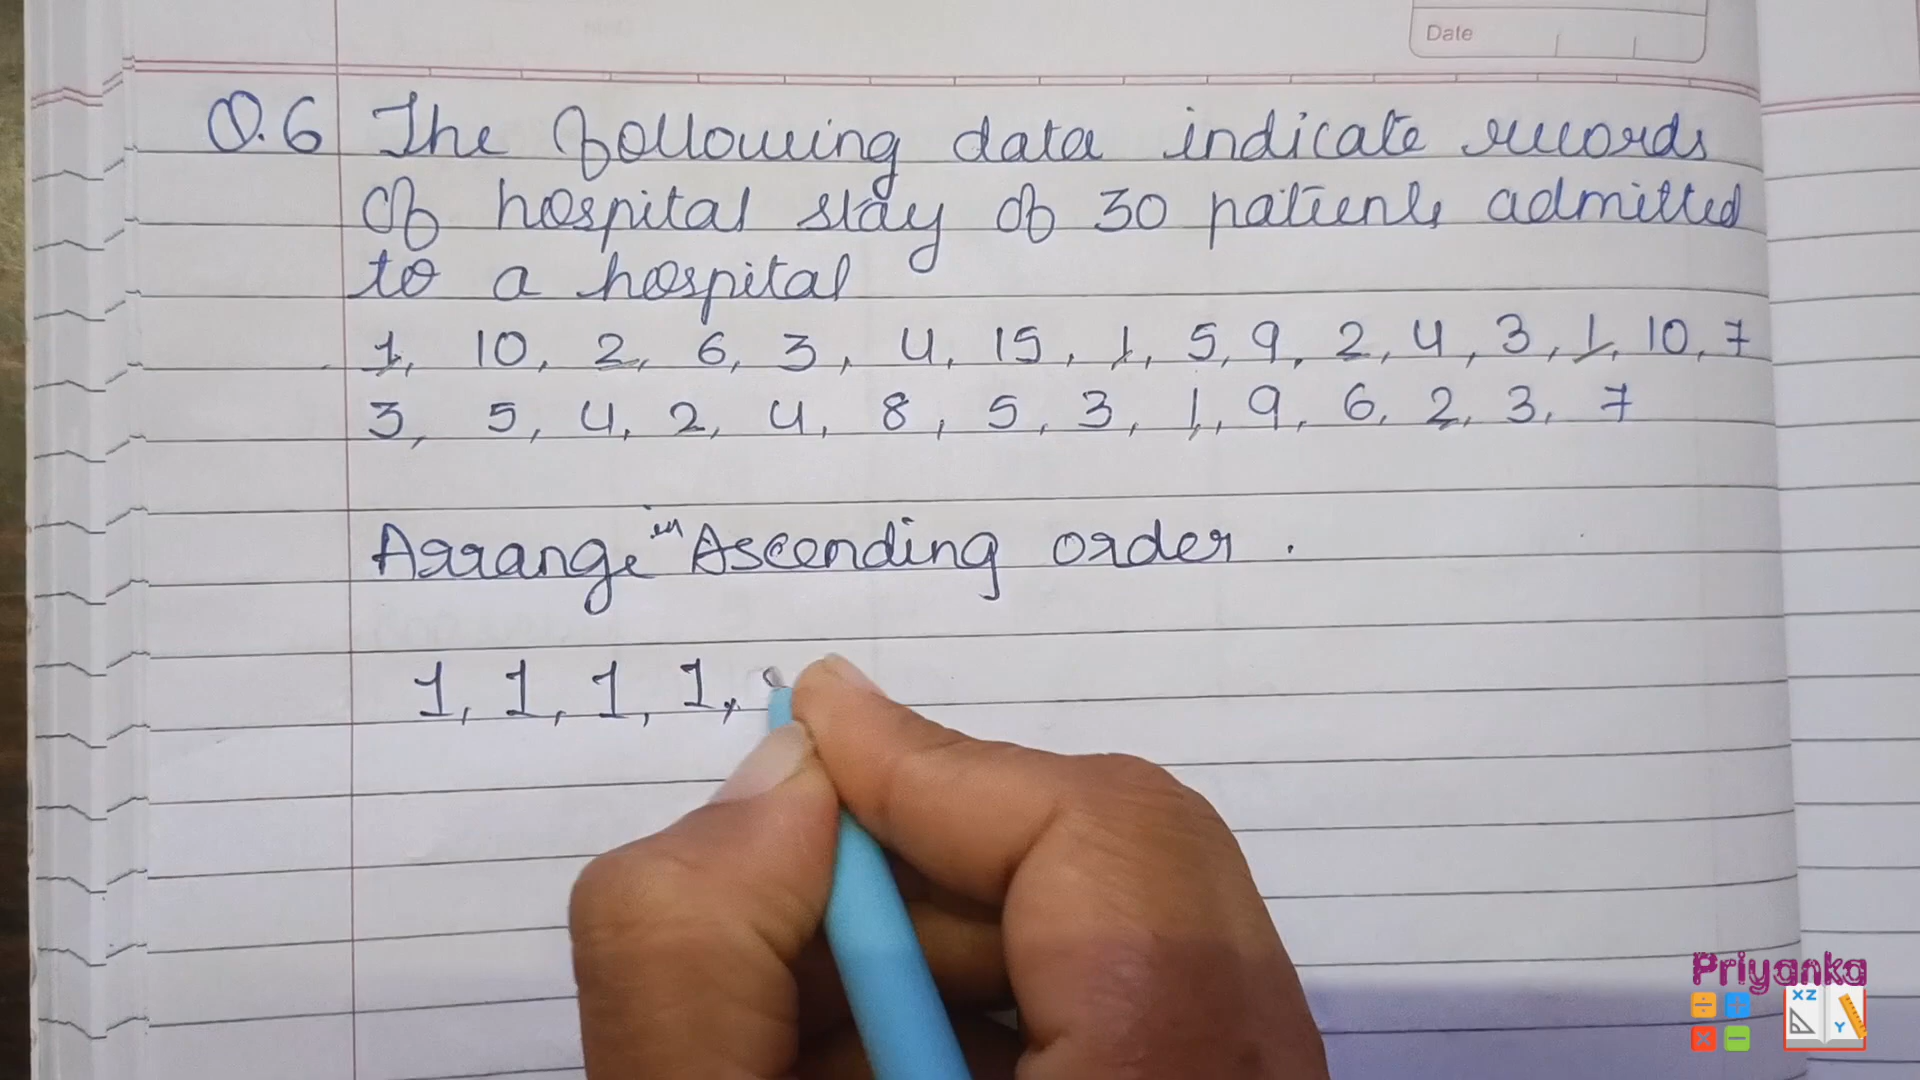 Date
Q.6 The following data indicate records
of hospital stay of 30 patients admitted
to a hospital
1, 10, 2, 6, 3, 4, 15, 1, 5, 9, 2, 4, 3, 1, 10, 7
3, 5, 4, 2, 4, 8, 5, 3, 1, 9, 6, 2, 3, 7
Arrange in Ascending order .
1, 1, 1, 1,
Priyanka
XZ
Y